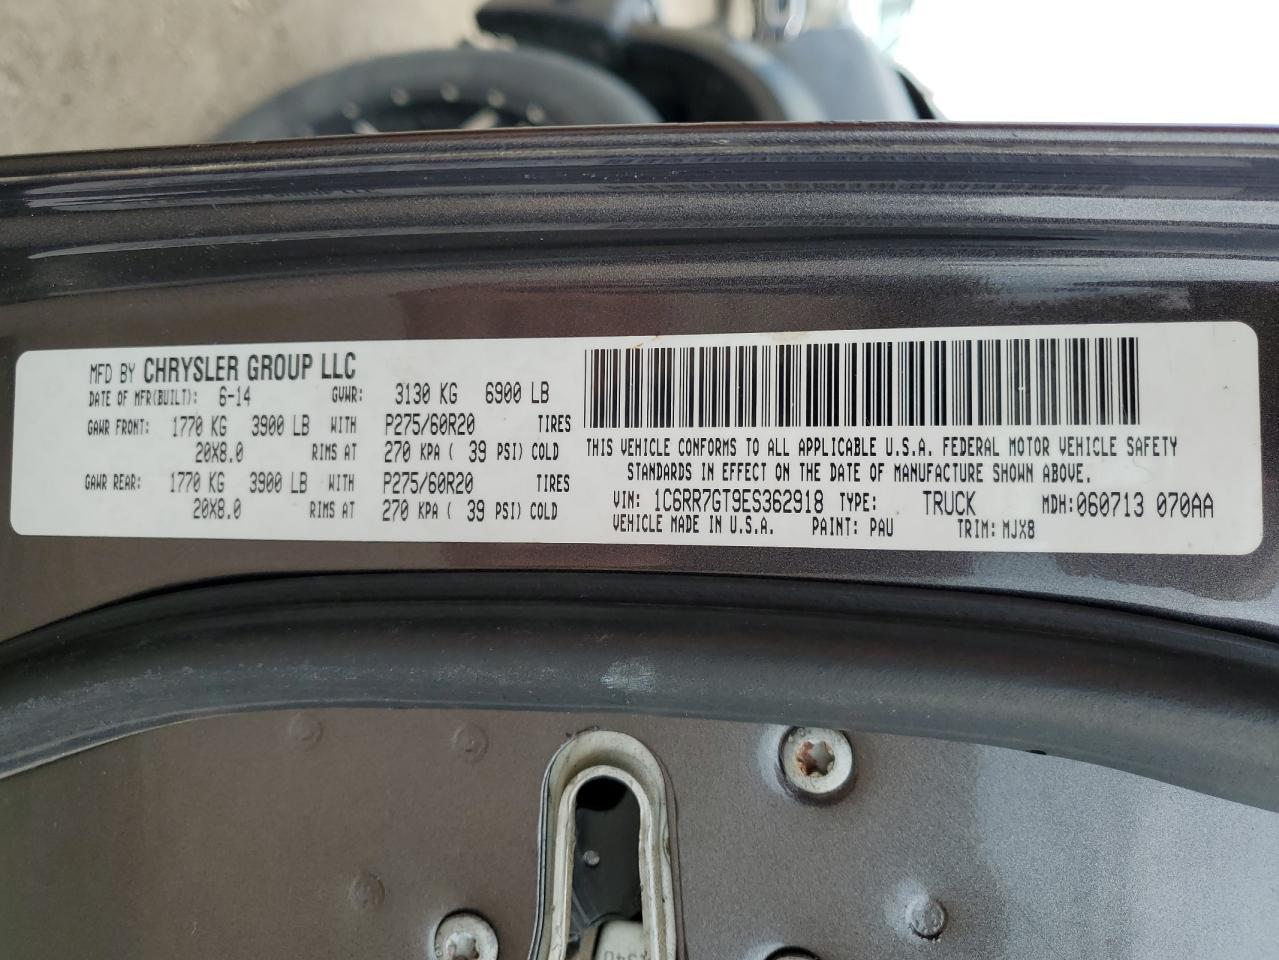 MFD BY CHRYSLER GROUP LLC
DATE OF MFR(BUILT): 6-14 GVWR: 3130 KG 6900 LB
GAWR FRONT: 1770 KG 3900 LB WITH P275/60R20 TIRES
20X8.0 RIMS AT 270 KPA ( 39 PSI) COLD
GAWR REAR: 1770 KG 3900 LB WITH P275/60R20 TIRES
20X8.0 RIMS AT 270 KPA ( 39 PSI) COLD
THIS VEHICLE CONFORMS TO ALL APPLICABLE U.S.A. FEDERAL MOTOR VEHICLE SAFETY
STANDARDS IN EFFECT ON THE DATE OF MANUFACTURE SHOWN ABOVE.
VIN: 1C6RR7GT9ES362918 TYPE: TRUCK MDH:060713 070AA
VEHICLE MADE IN U.S.A. PAINT: PAU TRIM: MJX8